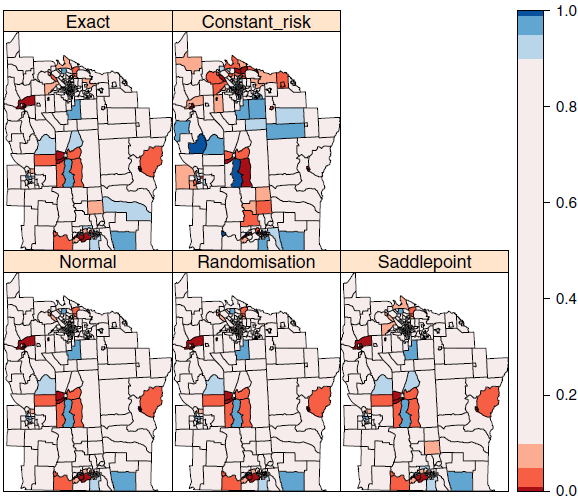 Exact
Constant_risk
1.0
0.8
0.6
Normal
Randomisation
Saddlepoint
0.4
0.2
0.0